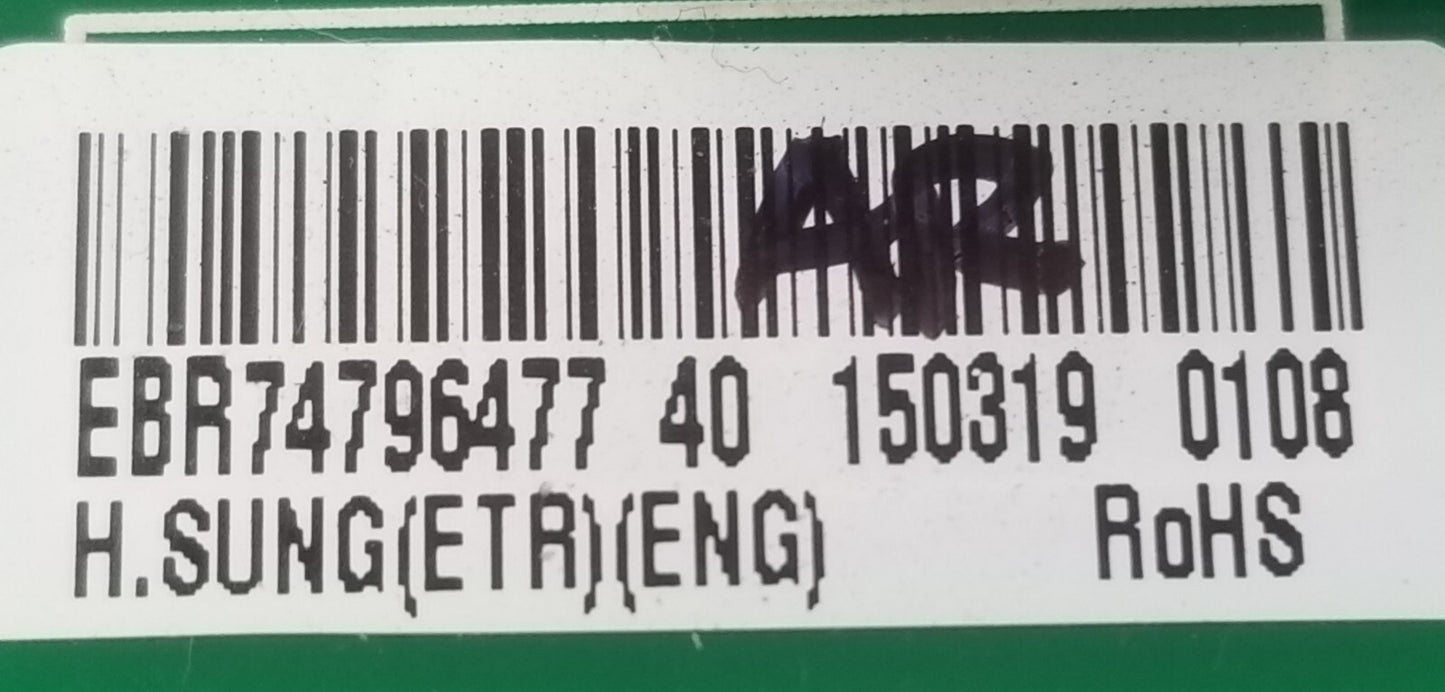 EBR74796477 40 150319 0108
H.SUNG(ETR)(ENG) RoHS